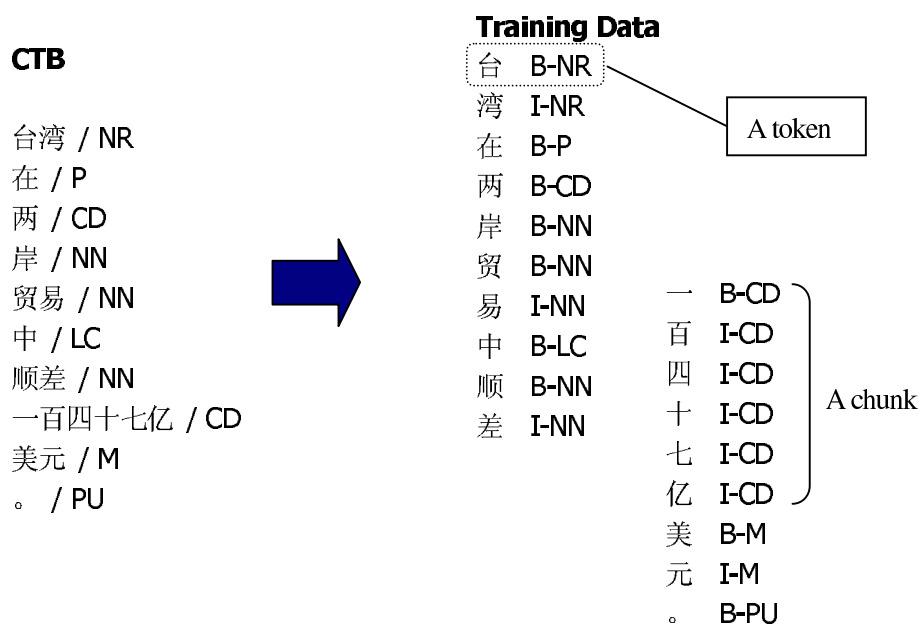 CTB
台湾 / NR
在 / P
两 / CD
岸 / NN
贸易 / NN
中 / LC
顺差 / NN
一百四十七亿 / CD
美元 / M
。 / PU
Training Data
台 B-NR
湾 I-NR
在 B-P
两 B-CD
岸 B-NN
贸 B-NN
易 I-NN
中 B-LC
顺 B-NN
差 I-NN
A token
一 B-CD
百 I-CD
四 I-CD
十 I-CD
七 I-CD
亿 I-CD
美 B-M
元 I-M
。 B-PU
A chunk